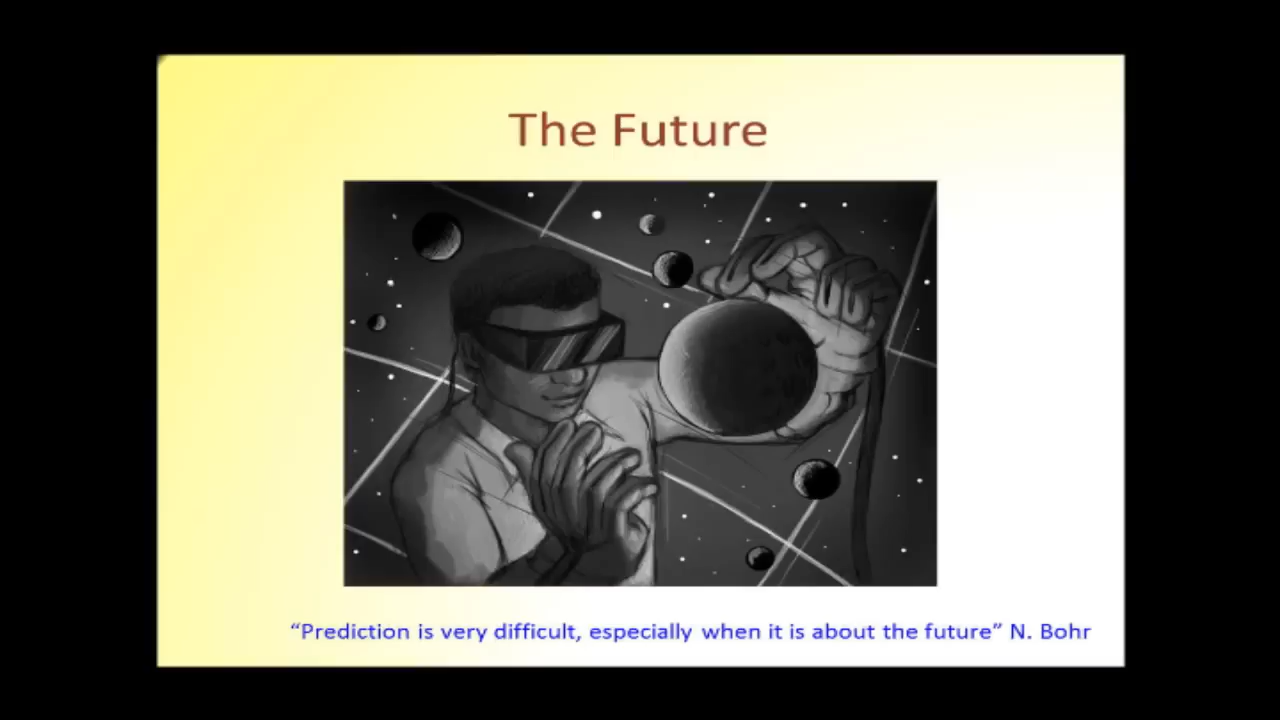 The Future
“Prediction is very difficult, especially when it is about the future” N. Bohr